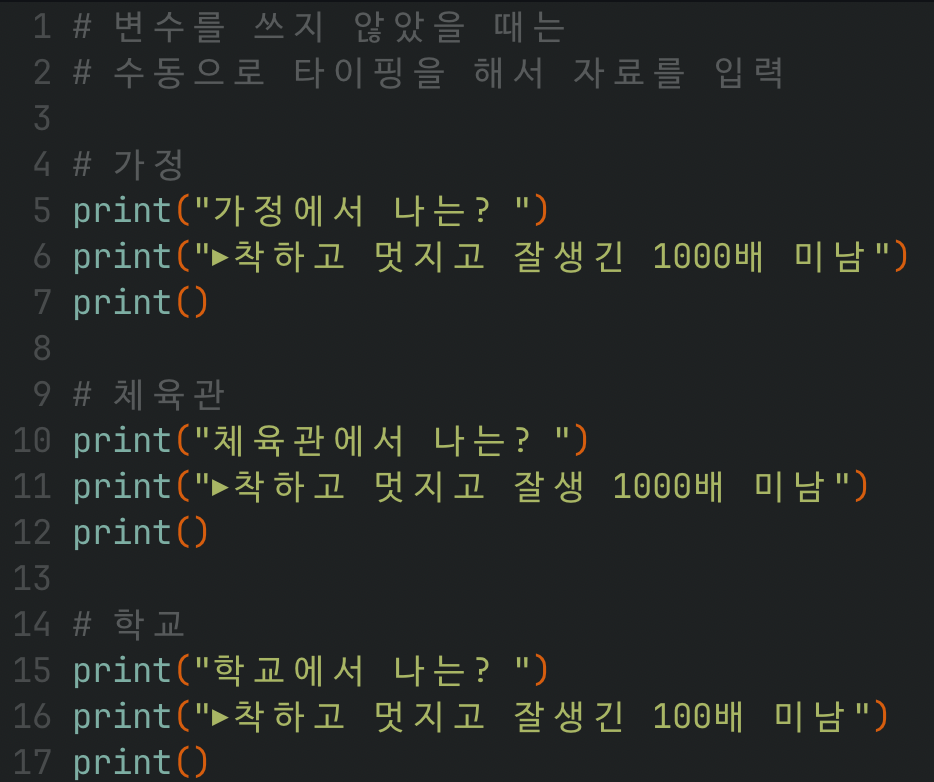 1 # 변수를 쓰지 않았을 때는
2 # 수동으로 타이핑을 해서 자료를 입력
3
4 # 가정
5 print("가정에서 나는? ")
6 print("▶착하고 멋지고 잘생긴 1000배 미남")
7 print()
8
9 # 체육관
10 print("체육관에서 나는? ")
11 print("▶착하고 멋지고 잘생 1000배 미남")
12 print()
13
14 # 학교
15 print("학교에서 나는? ")
16 print("▶착하고 멋지고 잘생긴 100배 미남")
17 print()